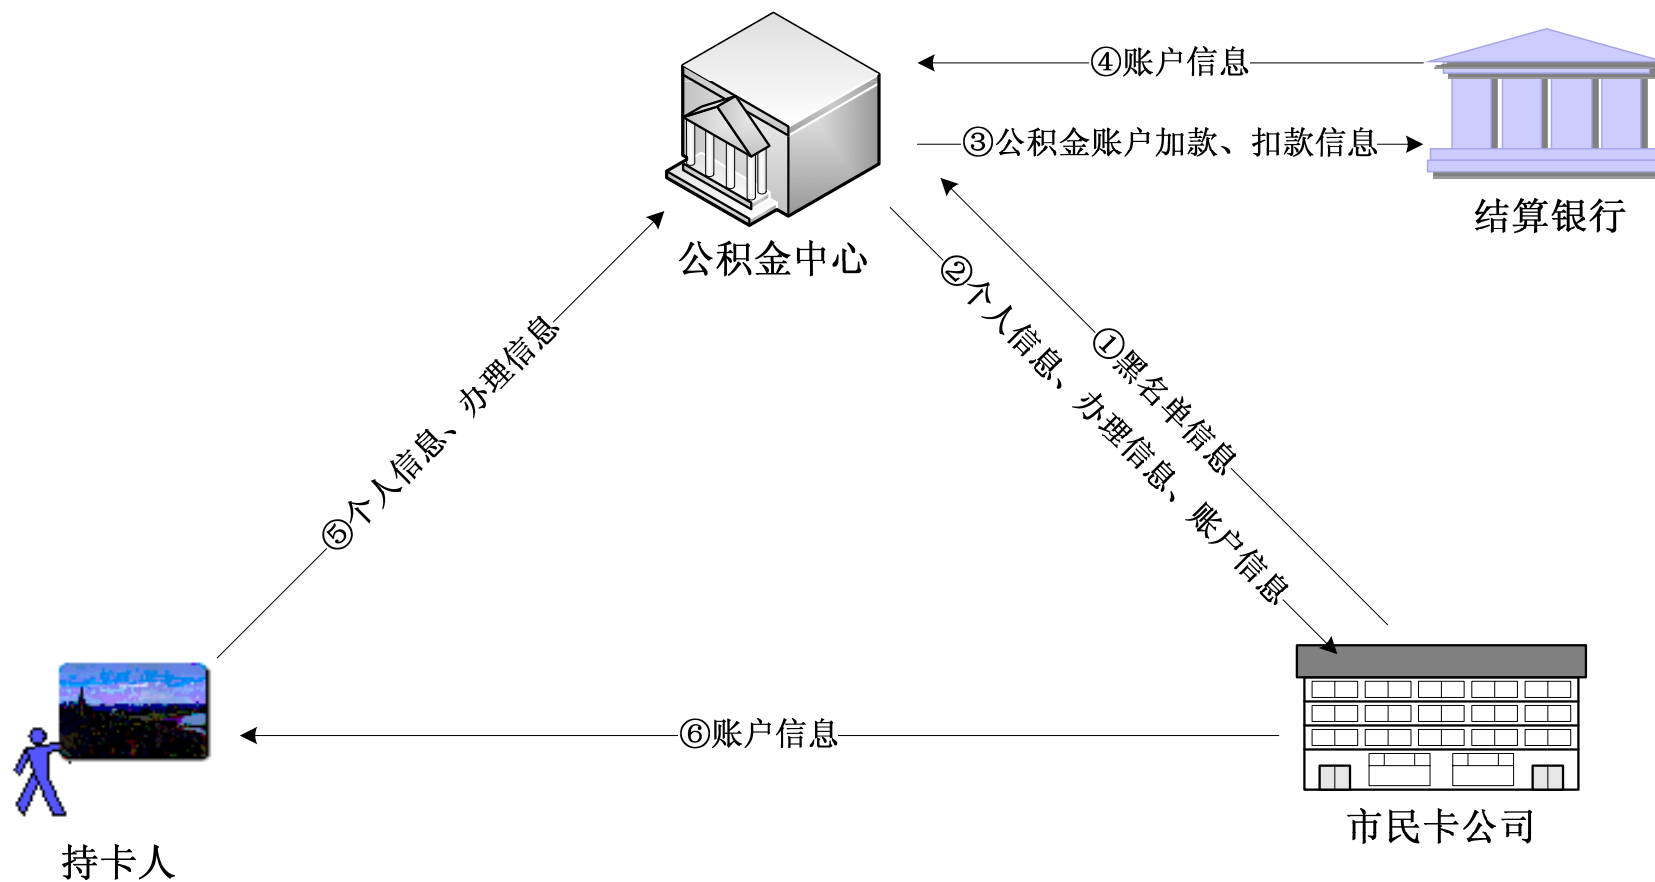 ④账户信息
③公积金账户加款、扣款信息
结算银行
公积金中心
②个人信息、办理信息、账户信息
①黑名单信息
⑤个人信息、办理信息
⑥账户信息
市民卡公司
持卡人